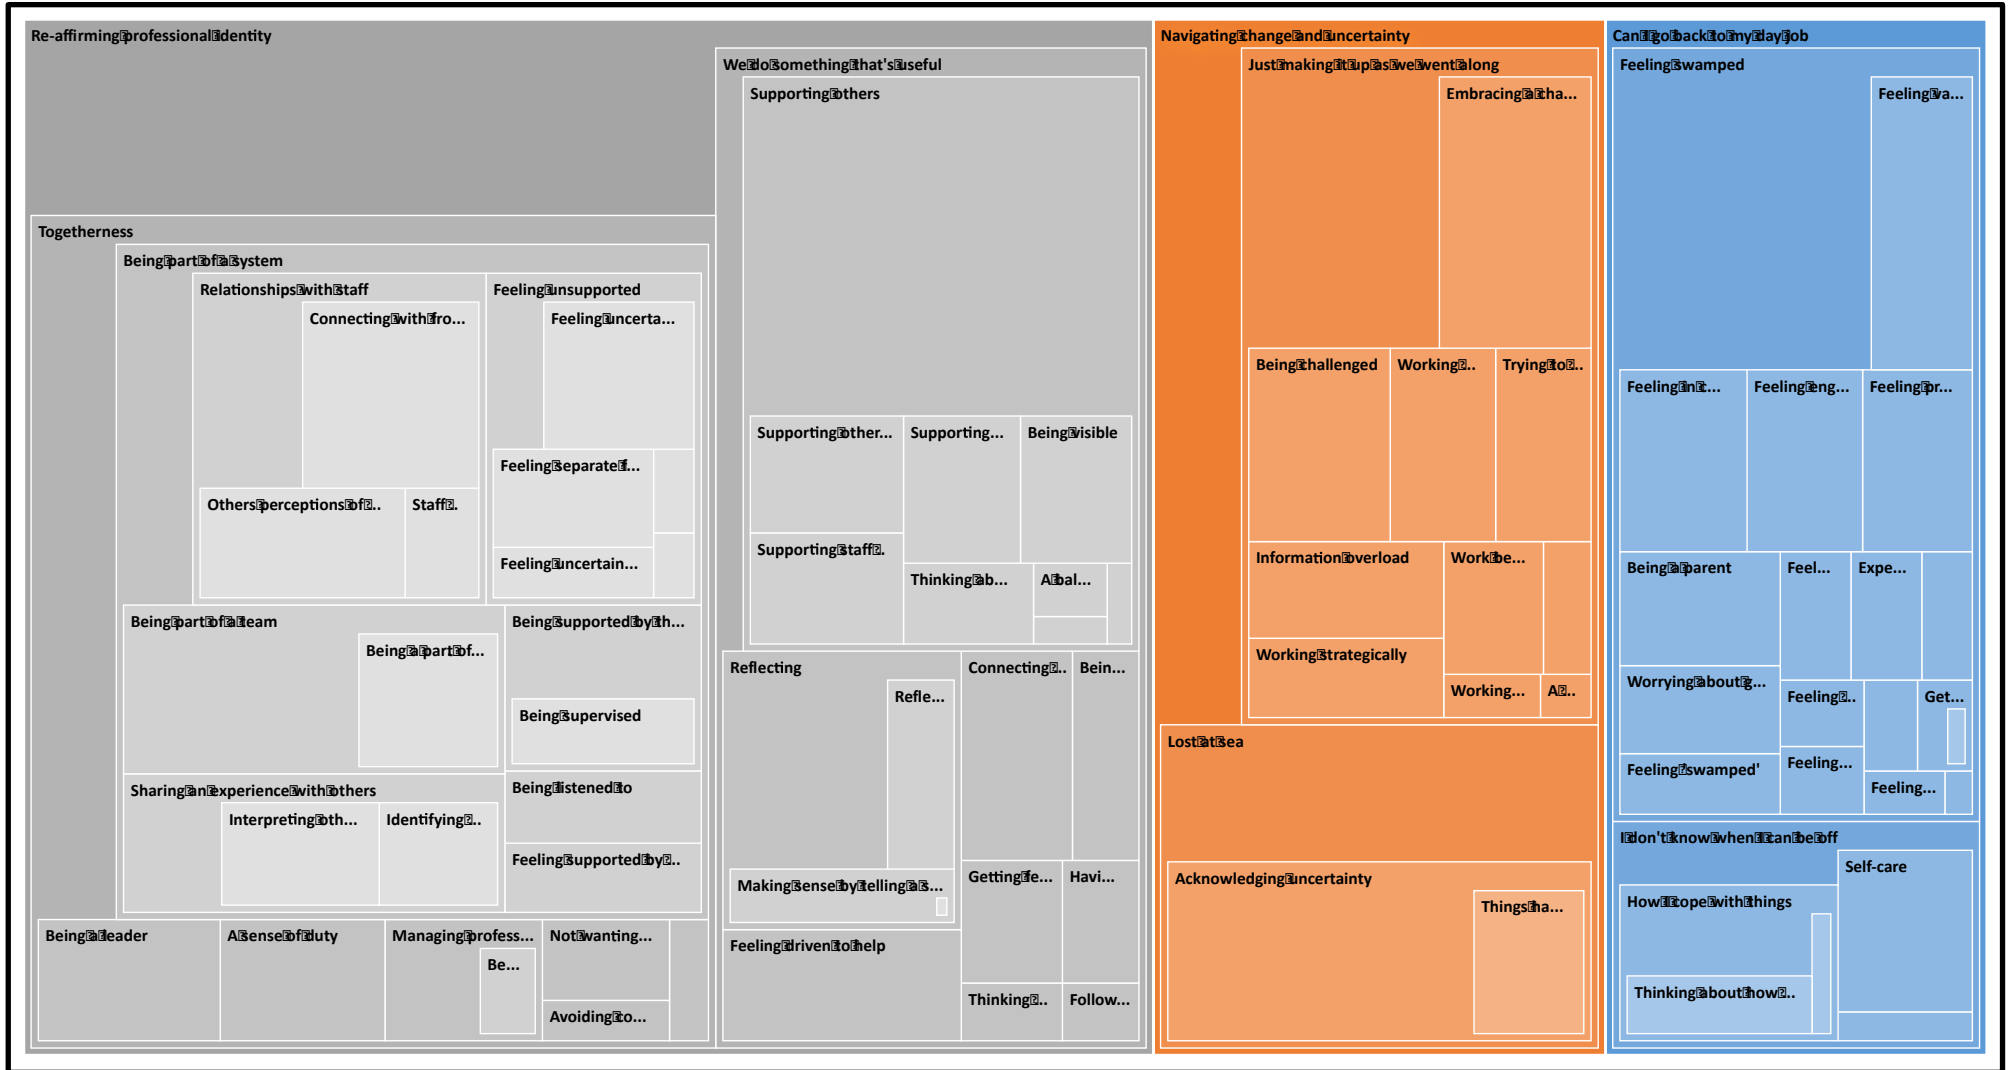 Re-affirming professional identity
We do something that's useful
Supporting others
Togetherness
Being part of a system
Relationships with staff
Connecting with fro...
Feeling unsupported
Feeling uncerta...
Others perceptions of ..
Staff .
Feeling separate f...
Feeling uncertain...
Being part of a team
Being a part of...
Being supported by th...
Being supervised
Sharing an experience with others
Interpreting oth...
Identifying ..
Being listened to
Feeling supported by ..
Being a leader
A sense of duty
Managing profess...
Be...
Not wanting...
Avoiding co...
Supporting other...
Supporting...
Being visible
Supporting staff .
Thinking ab...
A bal...
Reflecting
Refle...
Making sense by telling a s...
Connecting ..
Bein...
Getting fe...
Havi...
Feeling driven to help
Thinking ..
Follow...
Navigating change and uncertainty
Just making it up as we went along
Embracing a cha...
Being challenged
Working ..
Trying to ..
Information overload
Work be...
Working strategically
Working...
A ..
Lost at sea
Acknowledging uncertainty
Things ha...
Can I go back to my day job
Feeling swamped
Feeling va...
Feeling in c...
Feeling eng...
Feeling pr...
Being a parent
Feel...
Expe...
Worrying about g...
Feeling ..
Get...
Feeling 'swamped'
Feeling...
Feeling...
I don't know when I can be off
Self-care
How I cope with things
Thinking about how ..